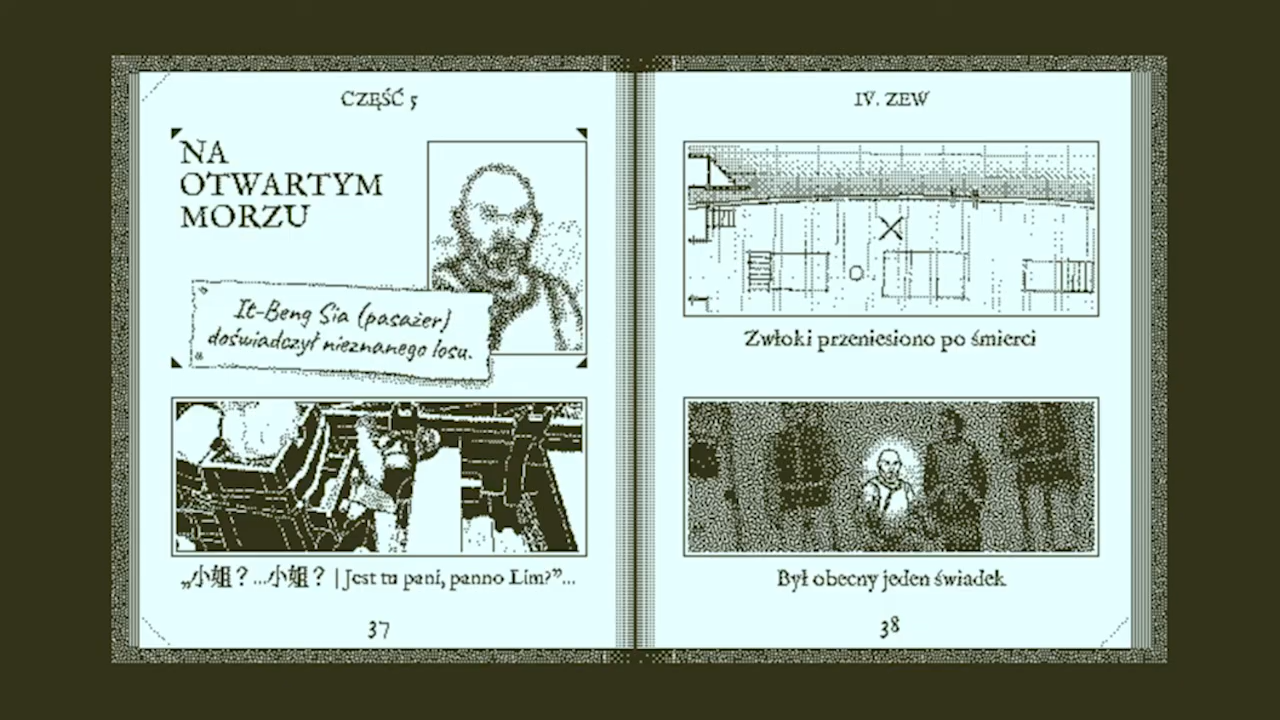 CZĘŚĆ 5
NA
OTWARTYM
MORZU
It-Beng Sia (pasażer)
doświadczył nieznanego losu.
„小姐？...小姐？ | Jest tu pani, panno Lim?”...
37
IV. ZEW
Zwłoki przeniesiono po śmierci
Był obecny jeden świadek
38